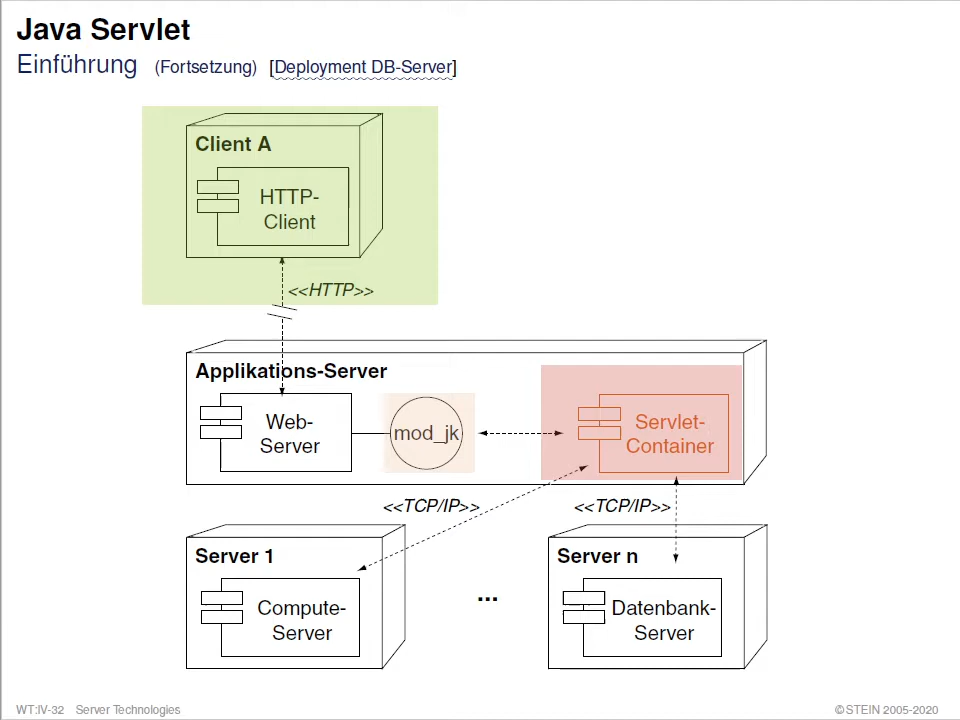 Java Servlet
Einführung (Fortsetzung) [Deployment DB-Server]
Client A
HTTP-
Client
<<HTTP>>
Applikations-Server
Web-
Server
mod_jk
Servlet-
Container
<<TCP/IP>>
<<TCP/IP>>
Server 1
Compute-
Server
...
Server n
Datenbank-
Server
WT:IV-32 Server Technologies
©STEIN 2005-2020